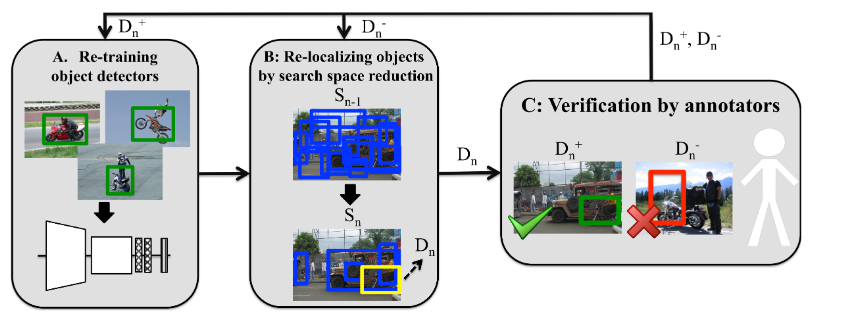 Dn+
Dn-
Dn+, Dn-
A. Re-training
object detectors
B: Re-localizing objects
by search space reduction
Sn-1
Sn
Dn
Dn
C: Verification by annotators
Dn+
Dn-